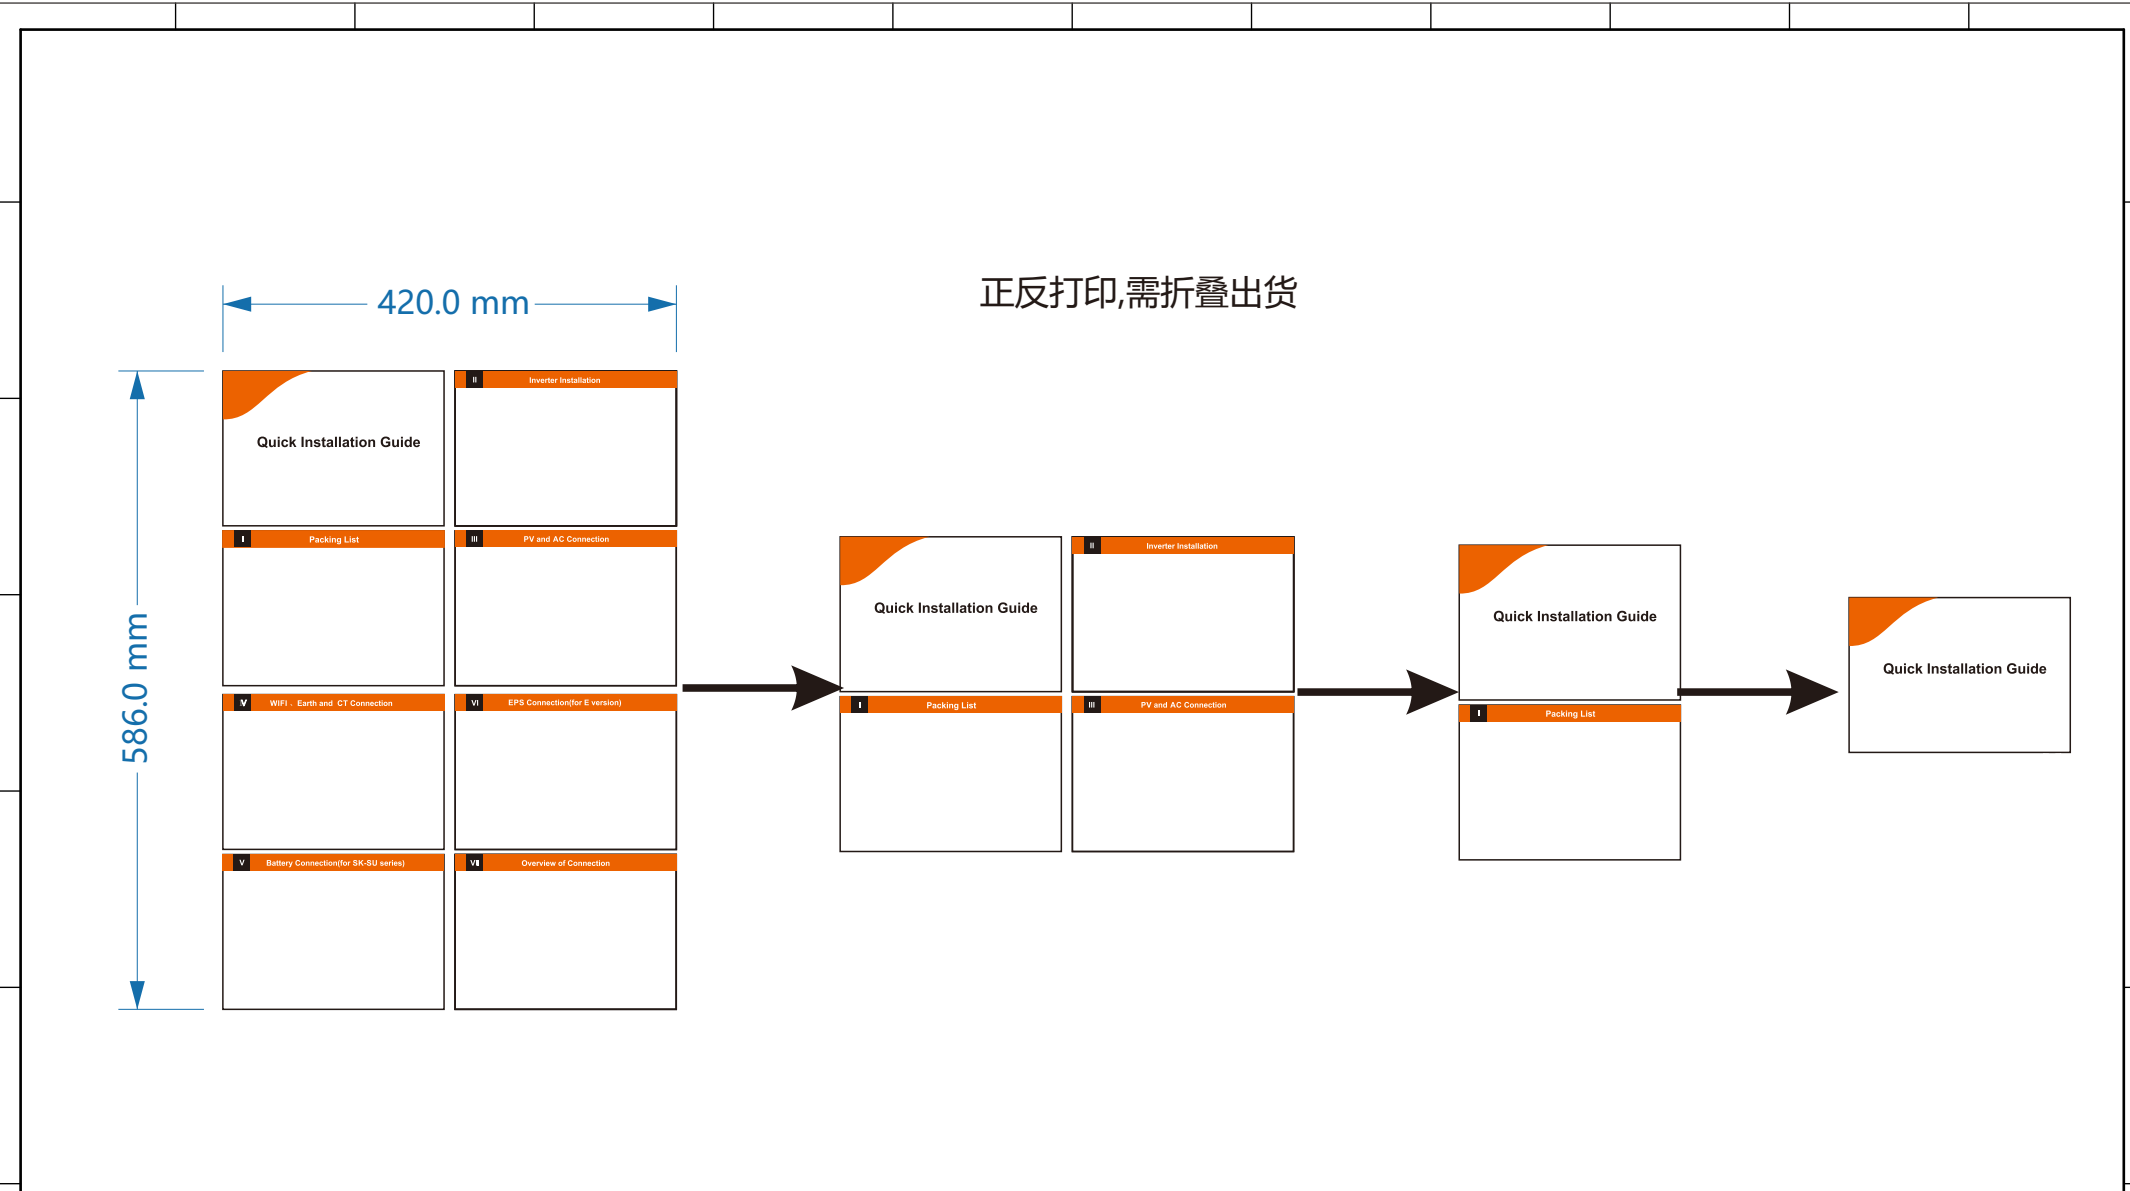 正反打印,需折叠出货
420.0 mm
586.0 mm
Quick Installation Guide
II Inverter Installation
I Packing List
III PV and AC Connection
IV WIFI 、Earth and CT Connection
VI EPS Connection(for E version)
V Battery Connection(for SK-SU series)
VII Overview of Connection
Quick Installation Guide
II Inverter Installation
I Packing List
III PV and AC Connection
Quick Installation Guide
I Packing List
Quick Installation Guide